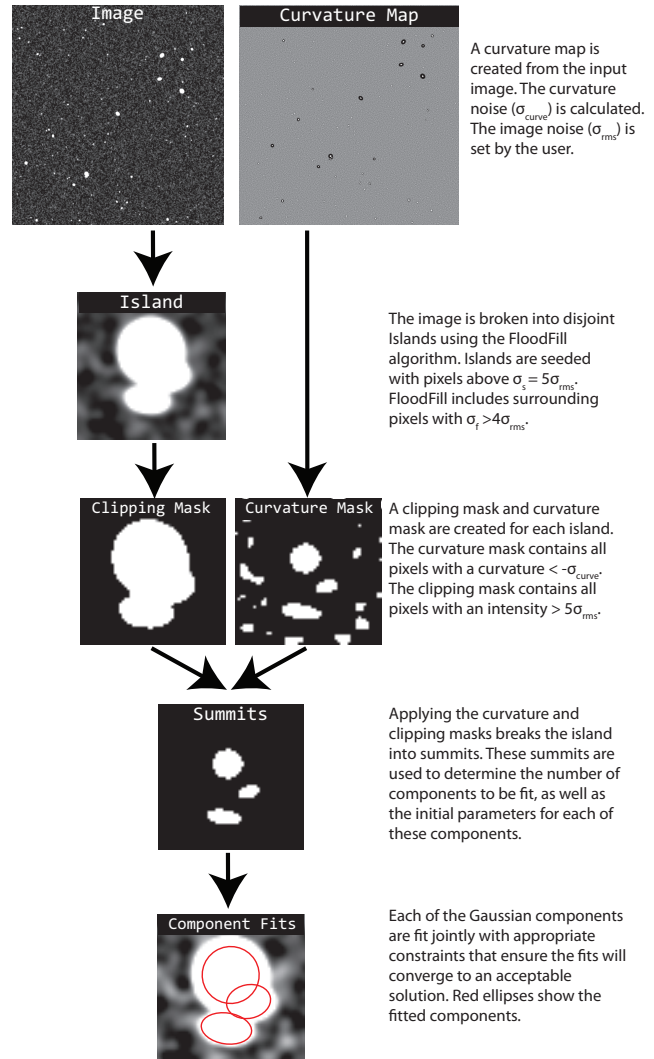 Image
Curvature Map
A curvature map is
created from the input
image. The curvature
noise (σcurve) is calculated.
The image noise (σrms) is
set by the user.
Island
The image is broken into disjoint
Islands using the FloodFill
algorithm. Islands are seeded
with pixels above σs = 5σrms.
FloodFill includes surrounding
pixels with σf >4σrms.
Clipping Mask
Curvature Mask
A clipping mask and curvature
mask are created for each island.
The curvature mask contains all
pixels with a curvature < -σcurve.
The clipping mask contains all
pixels with an intensity > 5σrms.
Summits
Applying the curvature and
clipping masks breaks the island
into summits. These summits are
used to determine the number of
components to be fit, as well as
the initial parameters for each of
these components.
Component Fits
Each of the Gaussian components
are fit jointly with appropriate
constraints that ensure the fits will
converge to an acceptable
solution. Red ellipses show the
fitted components.